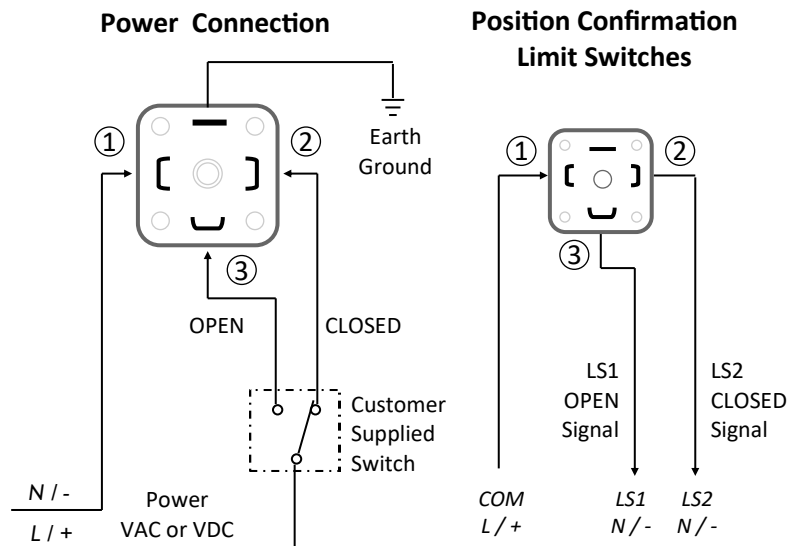 Power Connection
①
②
③
Earth
Ground
OPEN
CLOSED
Customer
Supplied
Switch
N / -
L / +
Power
VAC or VDC
Position Confirmation
Limit Switches
①
②
③
LS1
OPEN
Signal
LS2
CLOSED
Signal
COM
L / +
LS1
N / -
LS2
N / -